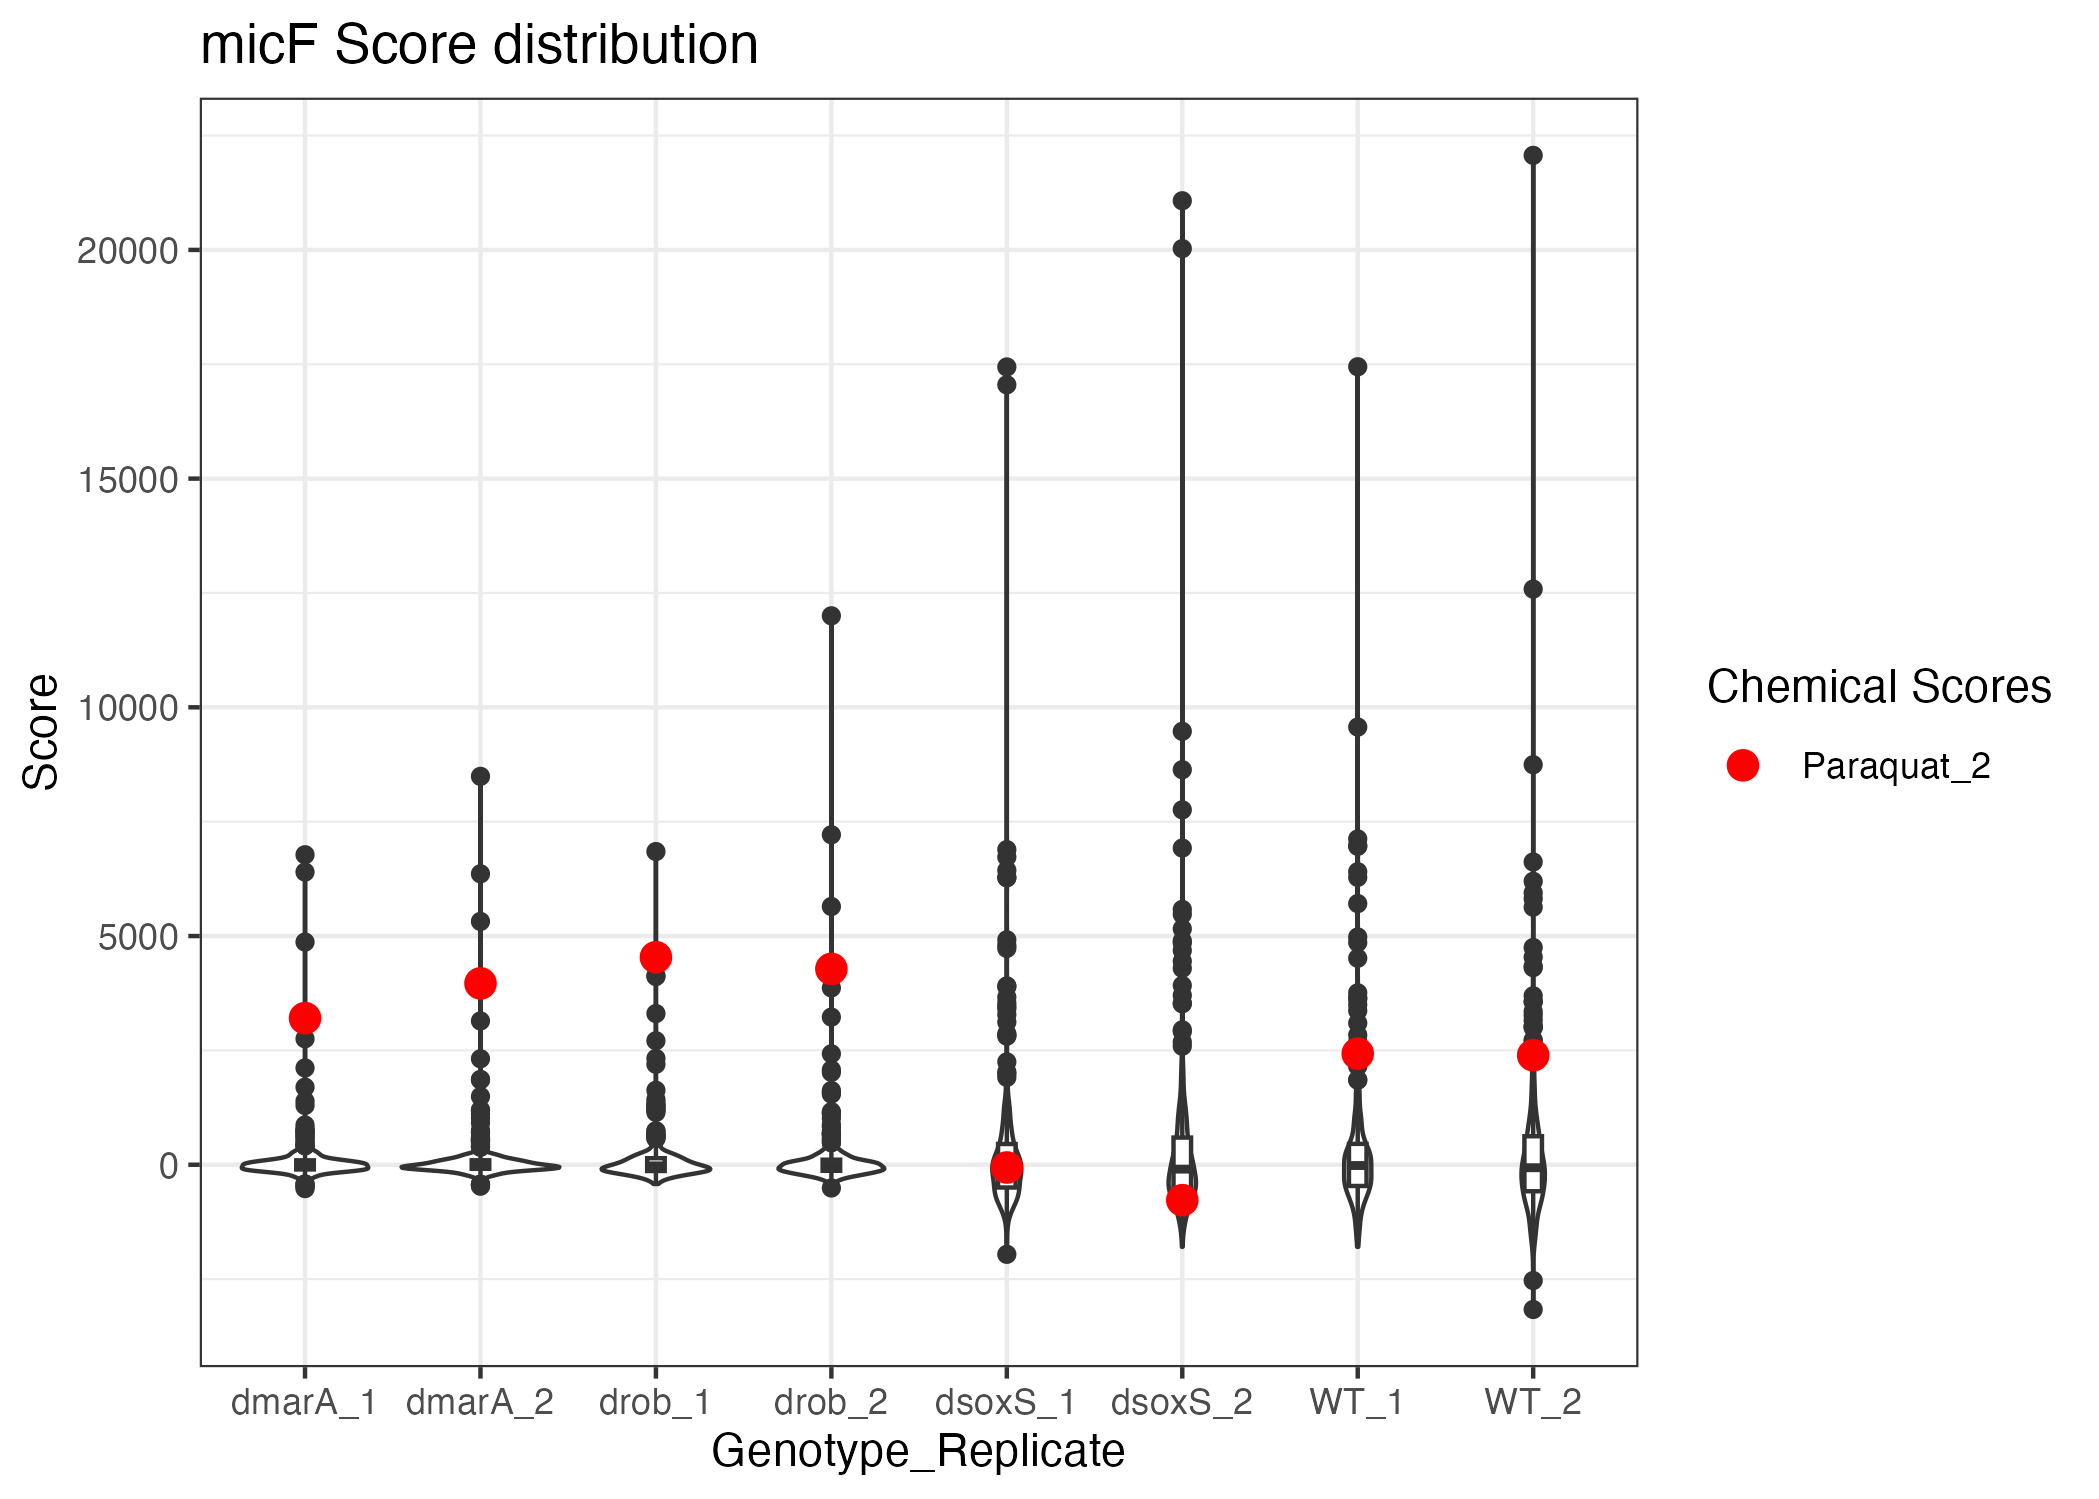 micF Score distribution
20000
15000
10000
5000
0
Score
dmarA_1 dmarA_2 drob_1 drob_2 dsoxS_1 dsoxS_2 WT_1 WT_2
Genotype_Replicate
Chemical Scores
Paraquat_2